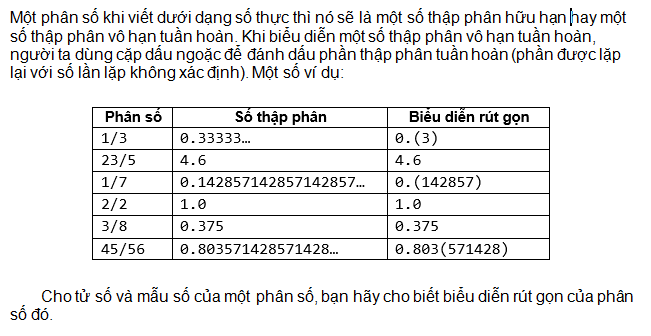 Một phân số khi viết dưới dạng số thực thì nó sẽ là một số thập phân hữu hạn hay một
số thập phân vô hạn tuần hoàn. Khi biểu diễn một số thập phân vô hạn tuần hoàn,
người ta dùng cặp dấu ngoặc để đánh dấu phần thập phân tuần hoàn (phần được lặp
lại với số lần lặp không xác định). Một số ví dụ:
Phân số Số thập phân Biểu diễn rút gọn
1/3 0.33333… 0.(3)
23/5 4.6 4.6
1/7 0.142857142857142857… 0.(142857)
2/2 1.0 1.0
3/8 0.375 0.375
45/56 0.803571428571428… 0.803(571428)
Cho tử số và mẫu số của một phân số, bạn hãy cho biết biểu diễn rút gọn của phân
số đó.